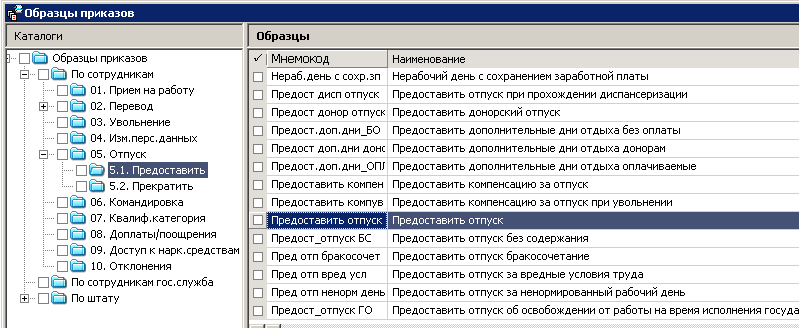 Образцы приказов
Каталоги
Образцы приказов
По сотрудникам
01. Прием на работу
02. Перевод
03. Увольнение
04. Изм.перс.данных
05. Отпуск
5.1. Предоставить
5.2. Прекратить
06. Командировка
07. Квалиф.категория
08. Доплаты/поощрения
09. Доступ к нарк.средствам
10. Отклонения
По сотрудникам гос.служба
По штату
Образцы
Мнемокод Наименование
Нераб.день с сохр.зп Нерабочий день с сохранением заработной платы
Предост дисп отпуск Предоставить отпуск при прохождении диспансеризации
Предост донор отпуск Предоставить донорский отпуск
Предост.доп.дни_БО Предоставить дополнительные дни отдыха без оплаты
Предост доп.дни донс Предоставить дополнительные дни отдыха донорам
Предост.доп.дни_ОПЛ Предоставить дополнительные дни отдыха оплачиваемые
Предоставить компен Предоставить компенсацию за отпуск
Предоставить компув Предоставить компенсацию за отпуск при увольнении
Предоставить отпуск Предоставить отпуск
Предост_отпуск БС Предоставить отпуск без содержания
Пред отп бракосочет Предоставить отпуск бракосочетание
Пред отп вред усл Предоставить отпуск за вредные условия труда
Пред отп ненорм день Предоставить отпуск за ненормированный рабочий день
Предост_отпуск ГО Предоставить отпуск об освобождении от работы на время исполнения госуда